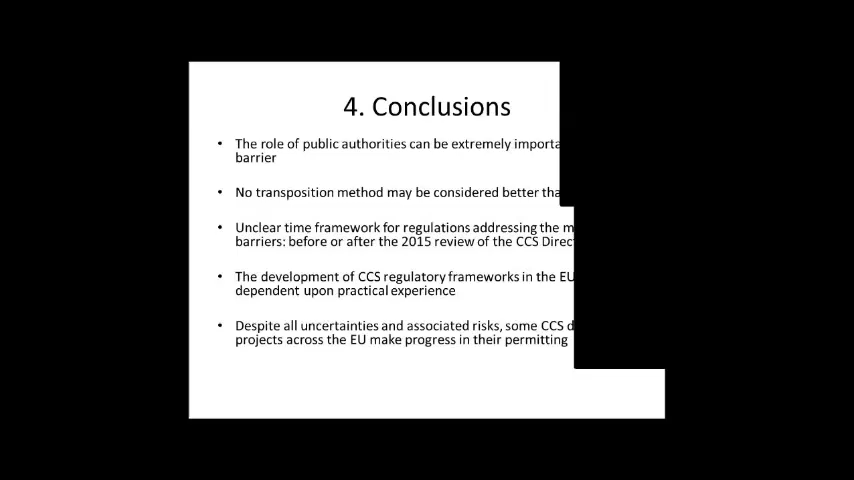 4. Conclusions
• The role of public authorities can be extremely
barrier
• No transposition method may be considered better
• Unclear time framework for regulations addressing the
barriers: before or after the 2015 review of the CCS
• The development of CCS regulatory frameworks in the EU
dependent upon practical experience
• Despite all uncertainties and associated risks, some CCS
projects across the EU make progress in their permitting